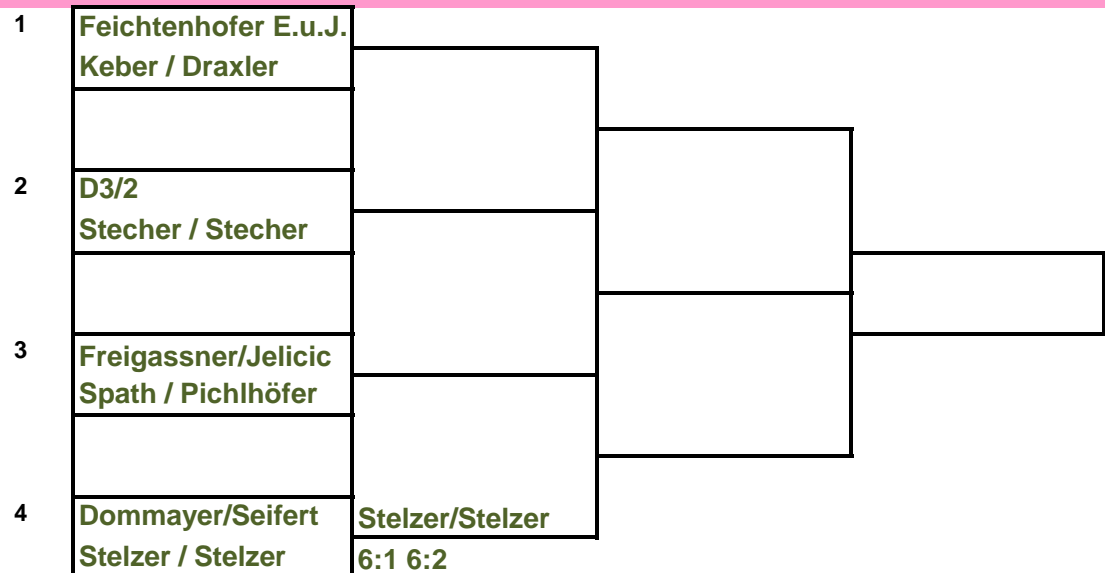 1 Feichtenhofer E.u.J.
Keber / Draxler
2 D3/2
Stecher / Stecher
3 Freigassner/Jelicic
Spath / Pichlhöfer
4 Dommayer/Seifert Stelzer/Stelzer
Stelzer / Stelzer 6:1 6:2